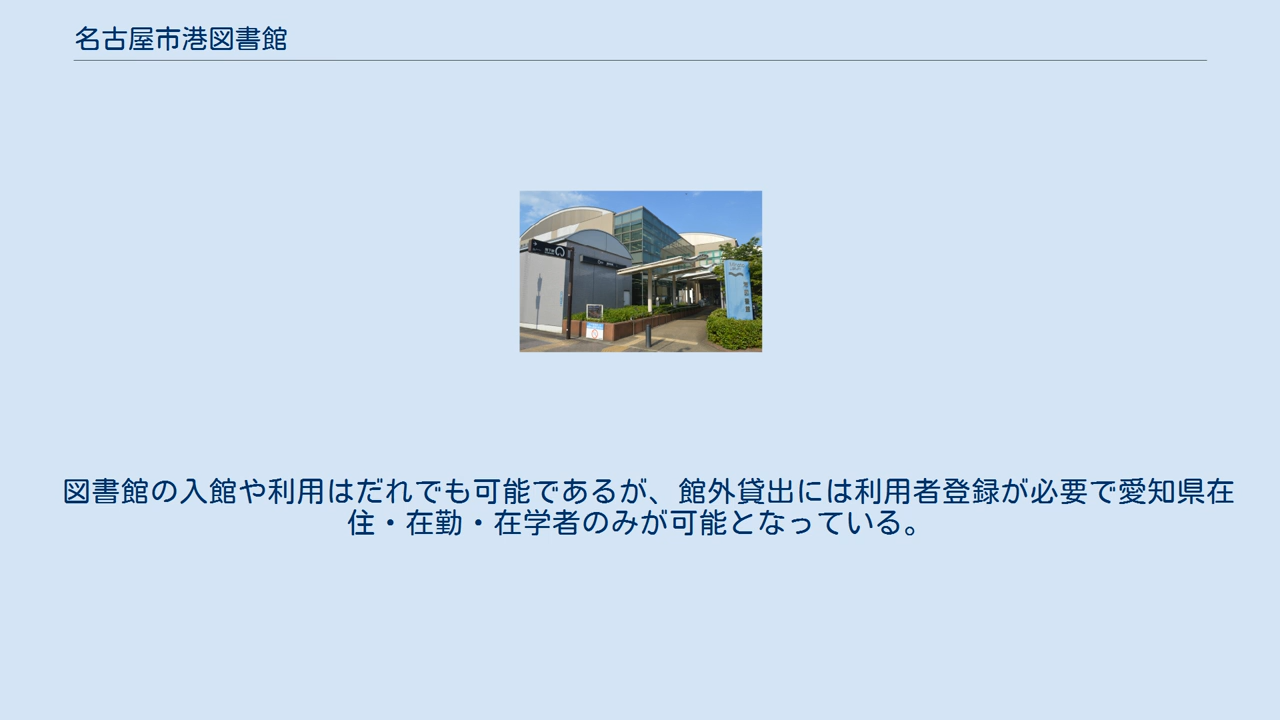 名古屋市港図書館
図書館の入館や利用はだれでも可能であるが、館外貸出には利用者登録が必要で愛知県在
住・在勤・在学者のみが可能となっている。